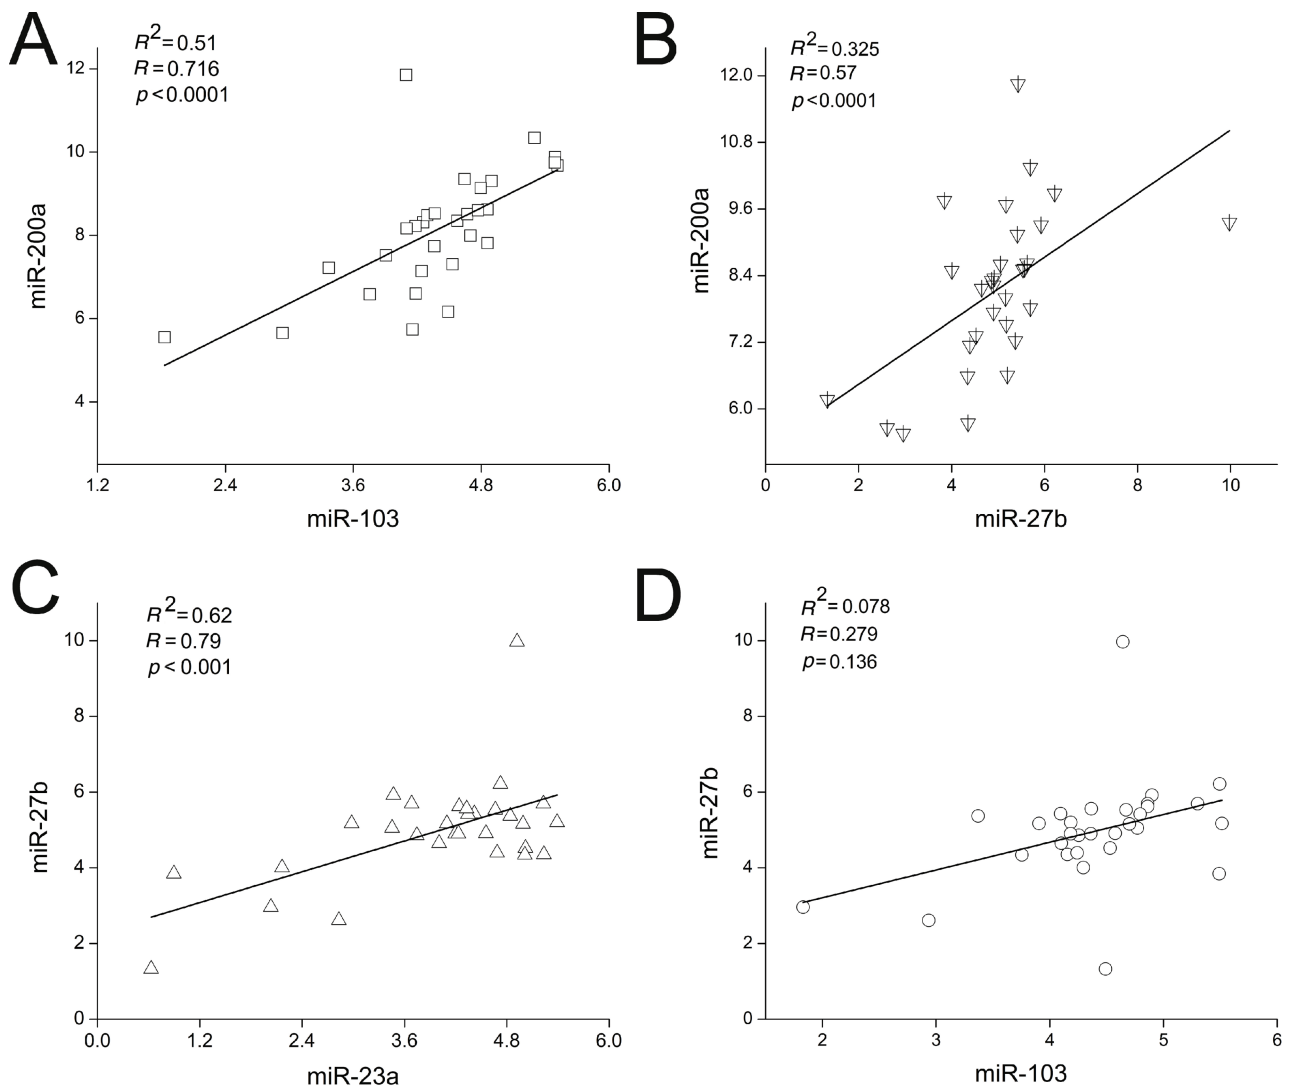 A
R2=0.51
R=0.716
p<0.0001
12
10
8
6
4
miR-200a
1.2 2.4 3.6 4.8 6.0
miR-103
B
R2=0.325
R=0.57
p<0.0001
12.0
10.8
9.6
8.4
7.2
6.0
miR-200a
0 2 4 6 8 10
miR-27b
C
R2=0.62
R=0.79
p<0.001
10
8
6
4
2
0
miR-27b
0.0 1.2 2.4 3.6 4.8 6.0
miR-23a
D
R2=0.078
R=0.279
p=0.136
10
8
6
4
2
0
miR-27b
2 3 4 5 6
miR-103